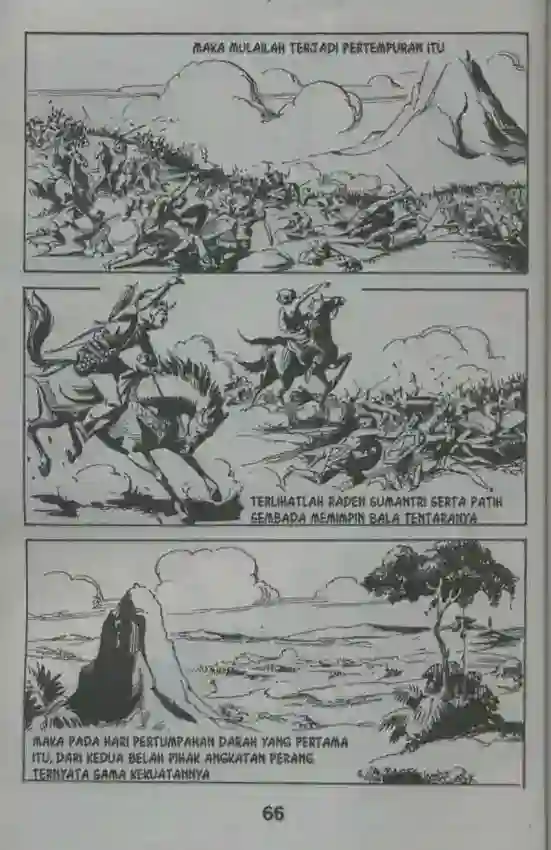 MAKA MULAILAH TERJADI PERTEMPURAN ITU
TERLIHATLAH RADEN SUMANTRI SERTA PATIH
GEMBADA MEMIMPIN BALA TENTARANYA
MAKA PADA HARI PERTUMPAHAN DARAH YANG PERTAMA
ITU, DARI KEDUA BELAH PIHAK ANGKATAN PERANG
TERNYATA SAMA KEKUATANNYA
66